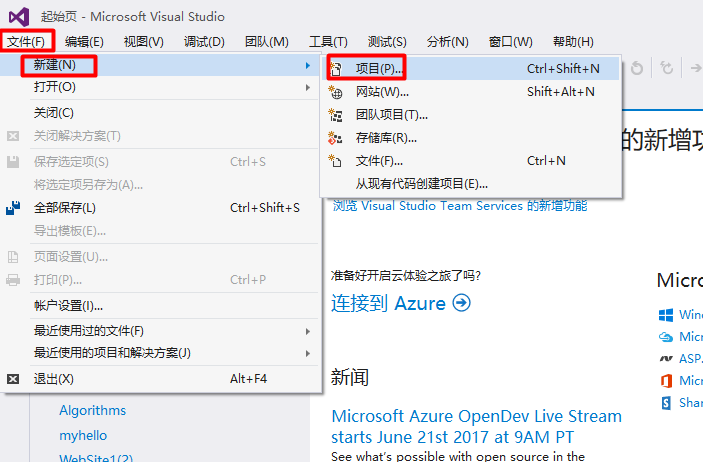 起始页 - Microsoft Visual Studio
文件(F) 编辑(E) 视图(V) 调试(D) 团队(M) 工具(T) 测试(S) 分析(N) 窗口(W) 帮助(H)
新建(N)
打开(O)
关闭(C)
关闭解决方案(T)
保存选定项(S) Ctrl+S
将选定项另存为(A)...
全部保存(L) Ctrl+Shift+S
导出模板(E)...
页面设置(U)...
打印(P)... Ctrl+P
帐户设置(I)...
最近使用过的文件(F)
最近使用的项目和解决方案(J)
退出(X) Alt+F4
项目(P)... Ctrl+Shift+N
网站(W)... Shift+Alt+N
团队项目(T)...
存储库(R)...
文件(F)... Ctrl+N
从现有代码创建项目(E)...
的新增功
浏览 Visual Studio Team Services 的新增功能
准备好开启云体验之旅了吗?
连接到 Azure
新闻
Microsoft Azure OpenDev Live Stream
starts June 21st 2017 at 9AM PT
See what's possible with open source in the
Micro
Wind
Micr
ASP.
Micr
Shar
Algorithms
myhello
WebSite1(2)